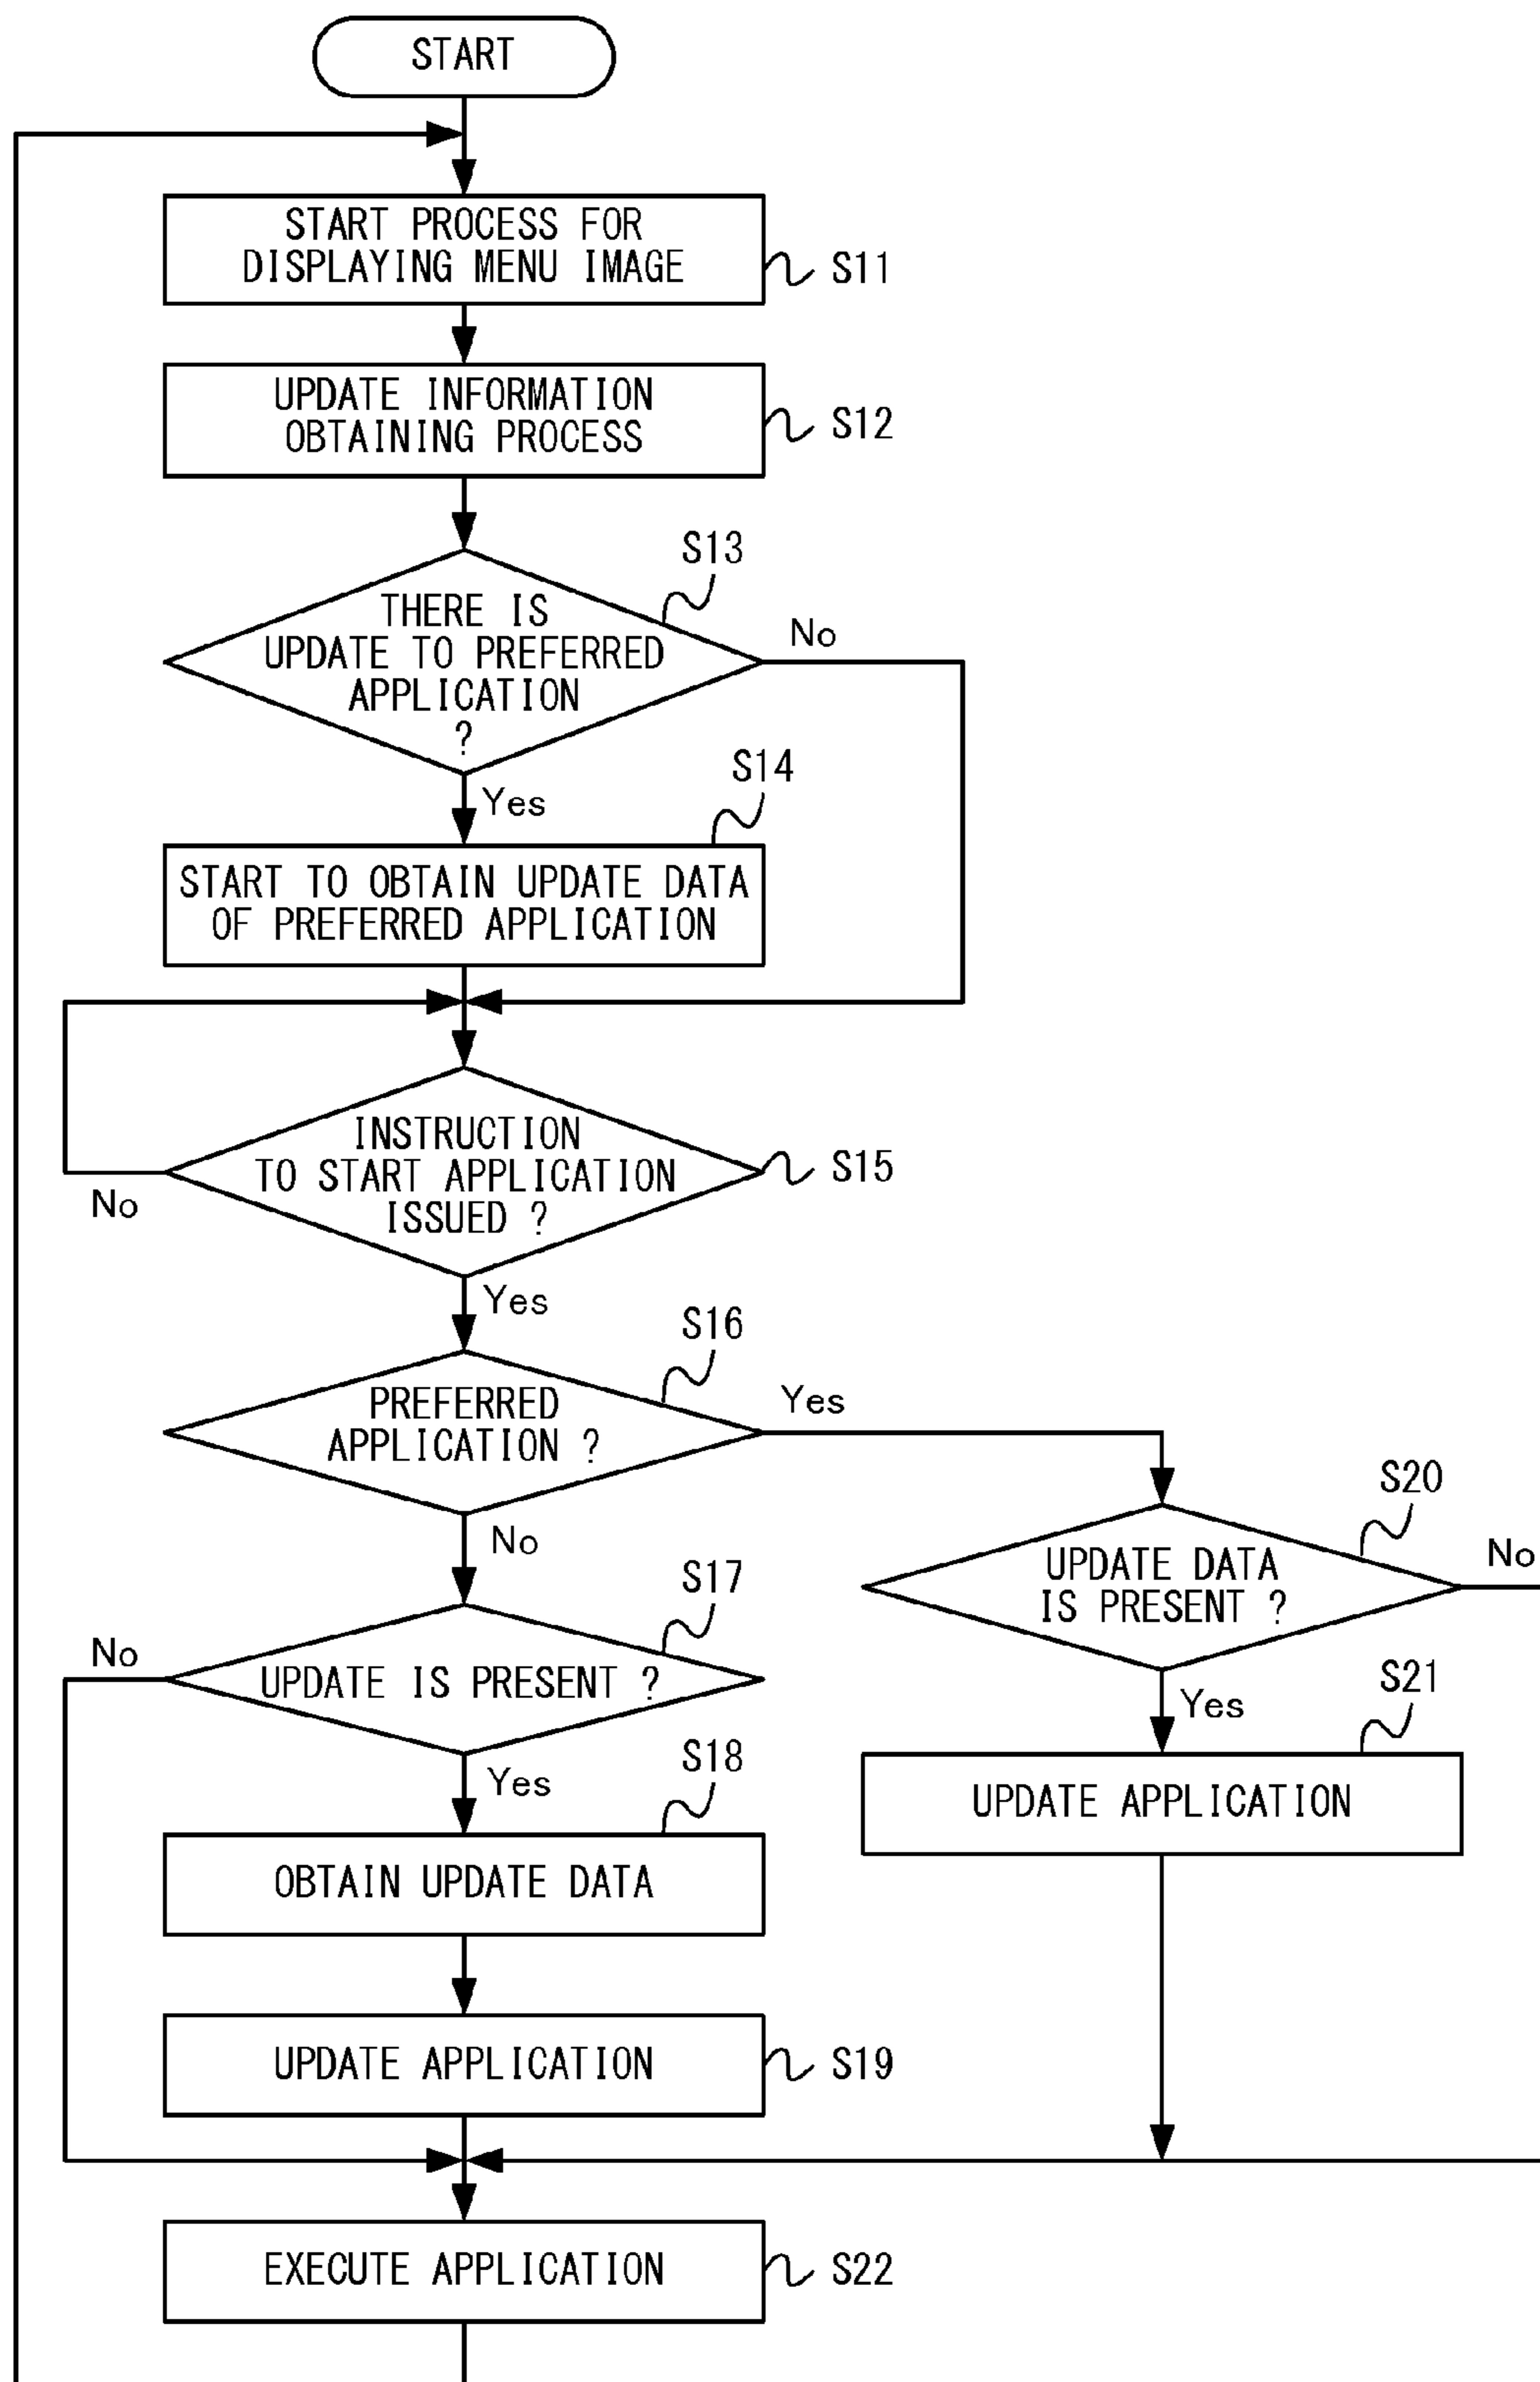 START
START PROCESS FOR
DISPLAYING MENU IMAGE
S11
UPDATE INFORMATION
OBTAINING PROCESS
S12
S13
THERE IS
UPDATE TO PREFERRED
APPLICATION
?
No
Yes
S14
START TO OBTAIN UPDATE DATA
OF PREFERRED APPLICATION
INSTRUCTION
TO START APPLICATION
ISSUED ?
S15
No
Yes
S16
PREFERRED
APPLICATION ?
Yes
No
S20
UPDATE DATA
IS PRESENT ?
No
Yes
S17
UPDATE IS PRESENT ?
No
Yes
S21
UPDATE APPLICATION
S18
OBTAIN UPDATE DATA
UPDATE APPLICATION
S19
EXECUTE APPLICATION
S22